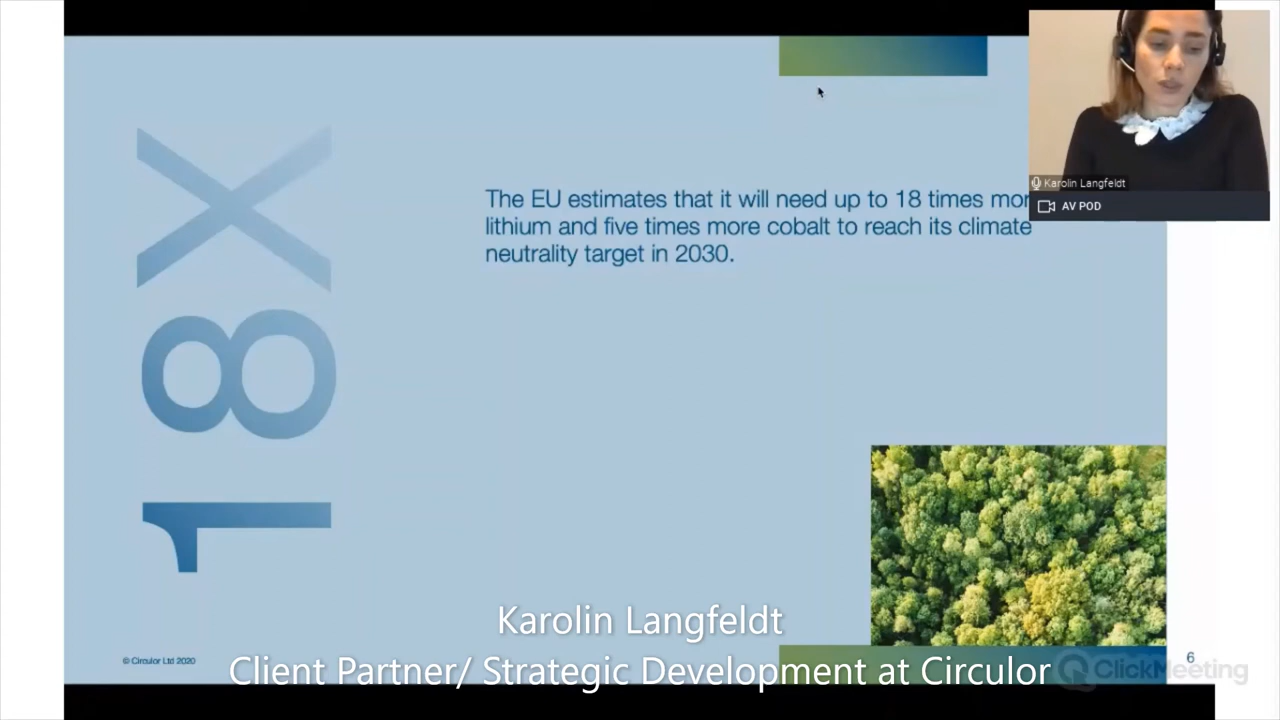 18X
The EU estimates that it will need up to 18 times mor
lithium and five times more cobalt to reach its climate
neutrality target in 2030.
Karolin Langfeldt
AV POD
Karolin Langfeldt
Client Partner/ Strategic Development at Circulor
© Circulor Ltd 2020
6
ClickMeeting